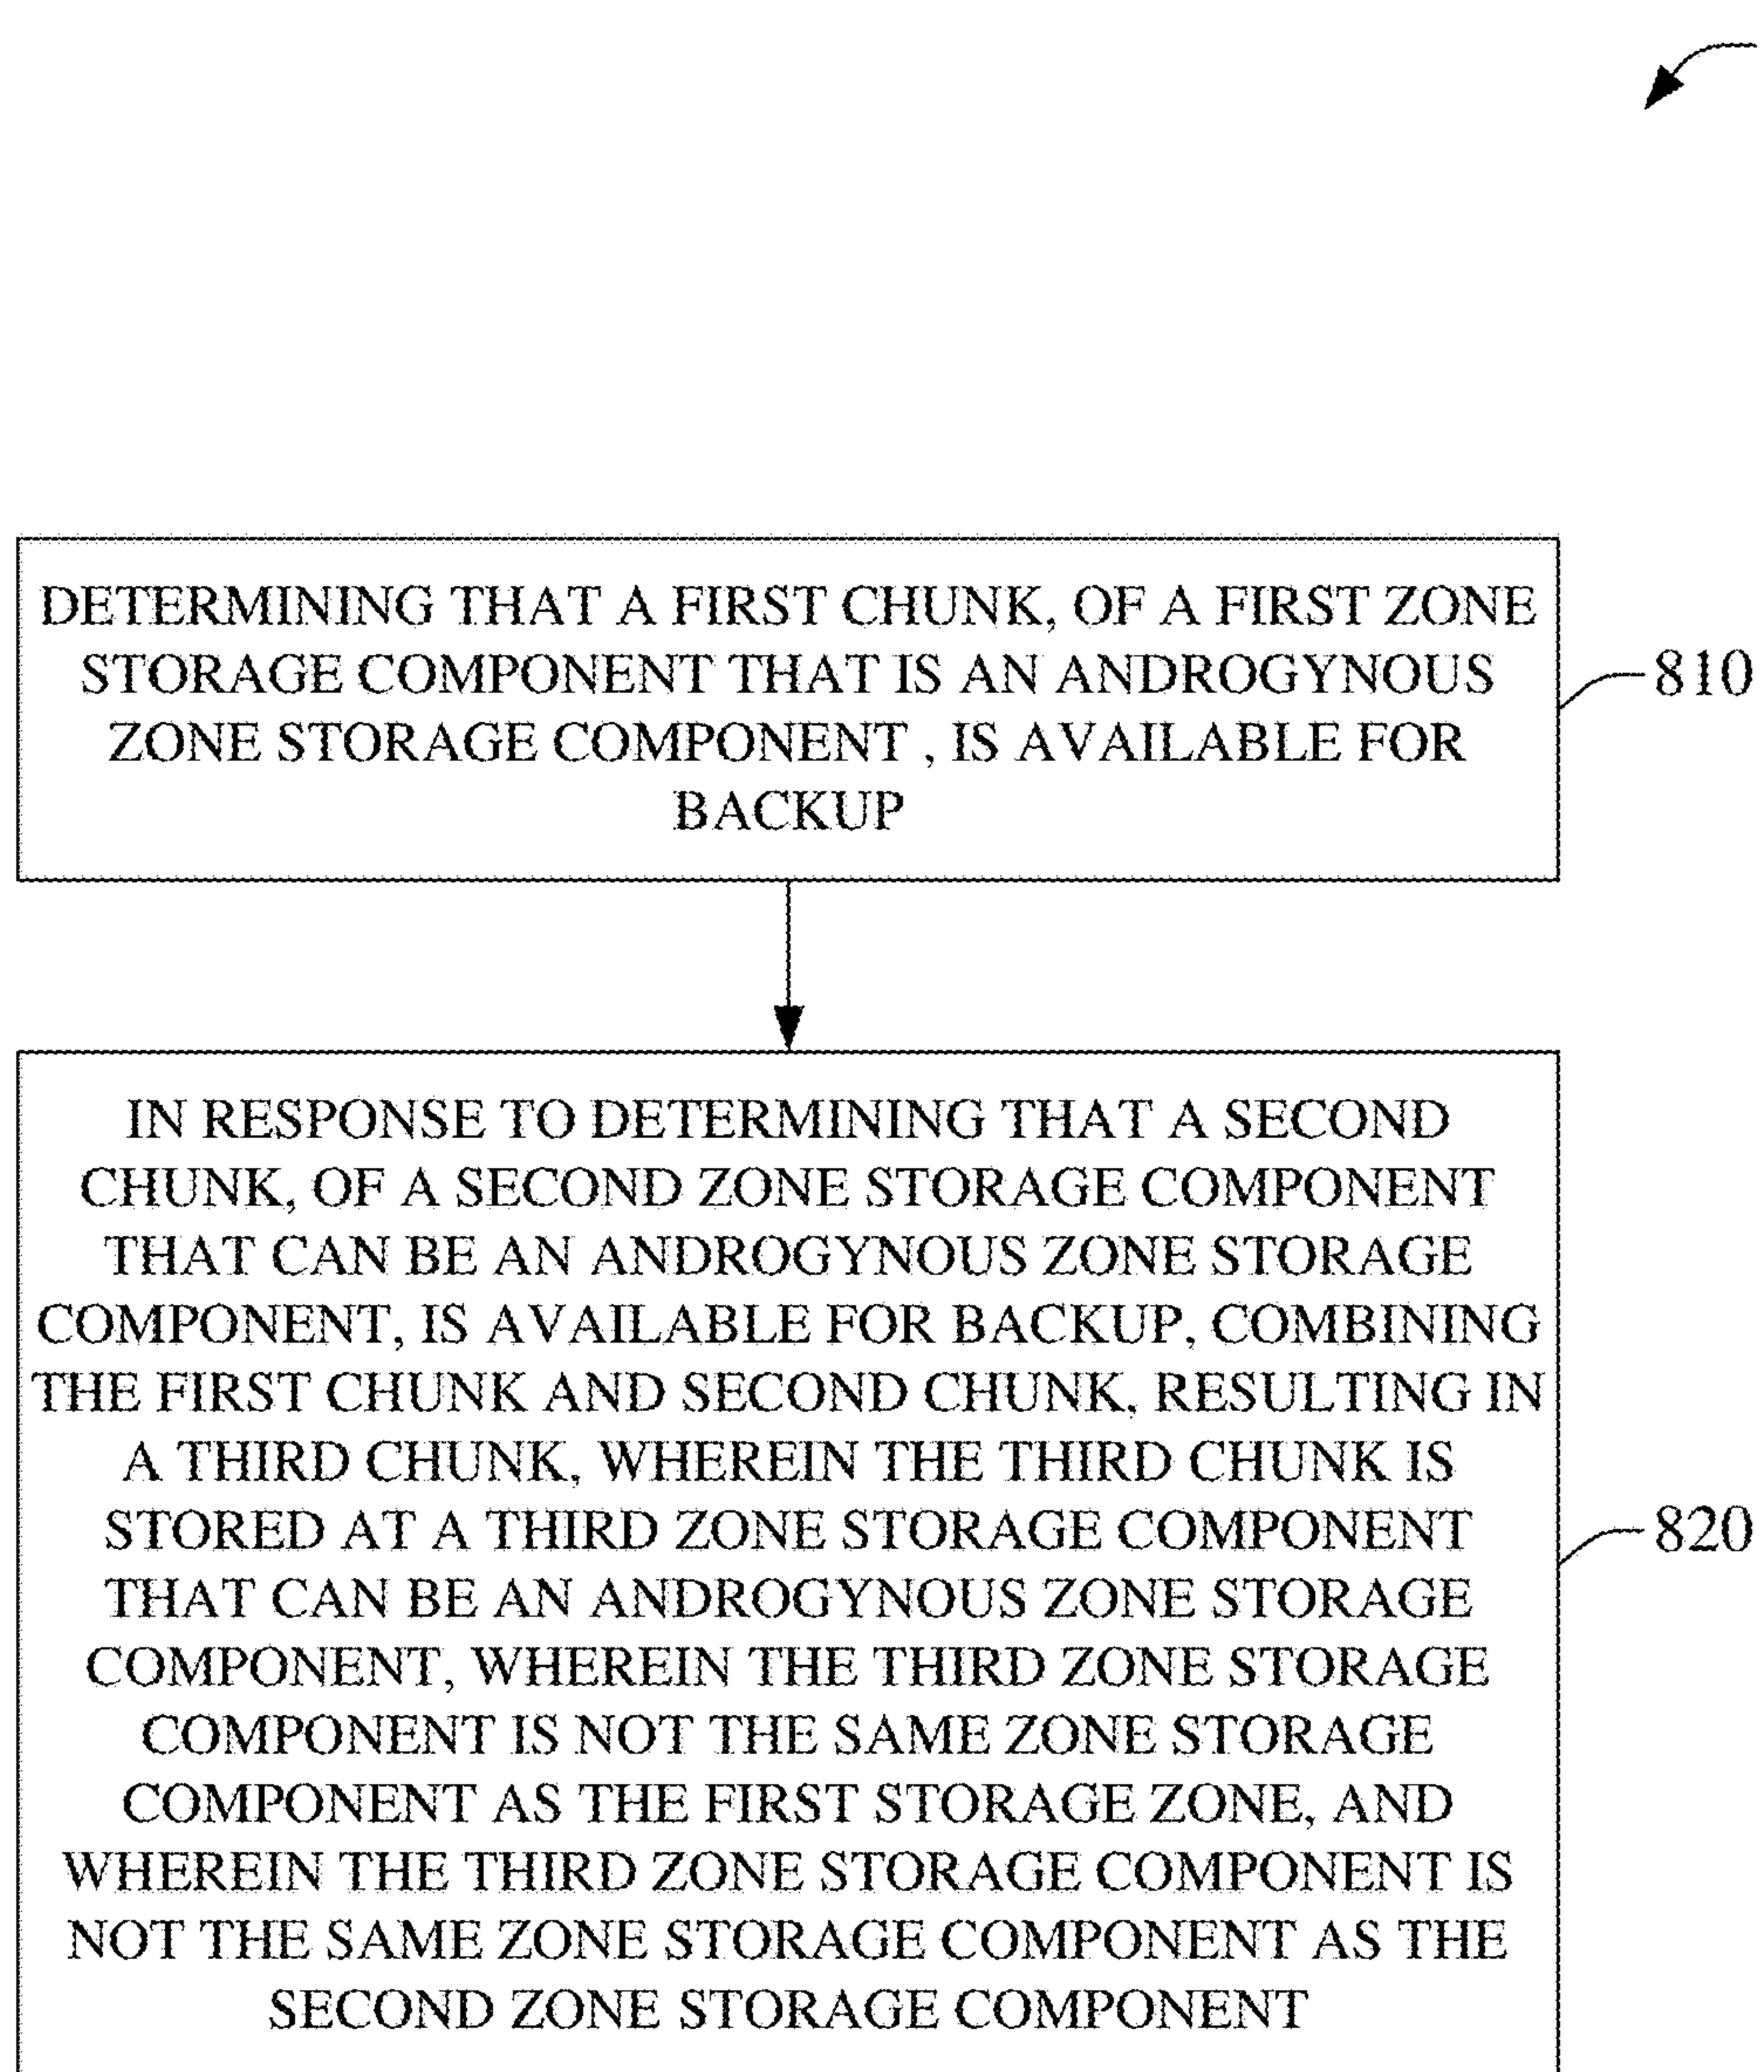 DETERMINING THAT A FIRST CHUNK, OF A FIRST ZONE
STORAGE COMPONENT THAT IS AN ANDROGYNOUS
ZONE STORAGE COMPONENT , IS AVAILABLE FOR
BACKUP
810
IN RESPONSE TO DETERMINING THAT A SECOND
CHUNK, OF A SECOND ZONE STORAGE COMPONENT
THAT CAN BE AN ANDROGYNOUS ZONE STORAGE
COMPONENT, IS AVAILABLE FOR BACKUP, COMBINING
THE FIRST CHUNK AND SECOND CHUNK, RESULTING IN
A THIRD CHUNK, WHEREIN THE THIRD CHUNK IS
STORED AT A THIRD ZONE STORAGE COMPONENT
THAT CAN BE AN ANDROGYNOUS ZONE STORAGE
COMPONENT, WHEREIN THE THIRD ZONE STORAGE
COMPONENT IS NOT THE SAME ZONE STORAGE
COMPONENT AS THE FIRST STORAGE ZONE, AND
WHEREIN THE THIRD ZONE STORAGE COMPONENT IS
NOT THE SAME ZONE STORAGE COMPONENT AS THE
SECOND ZONE STORAGE COMPONENT
820